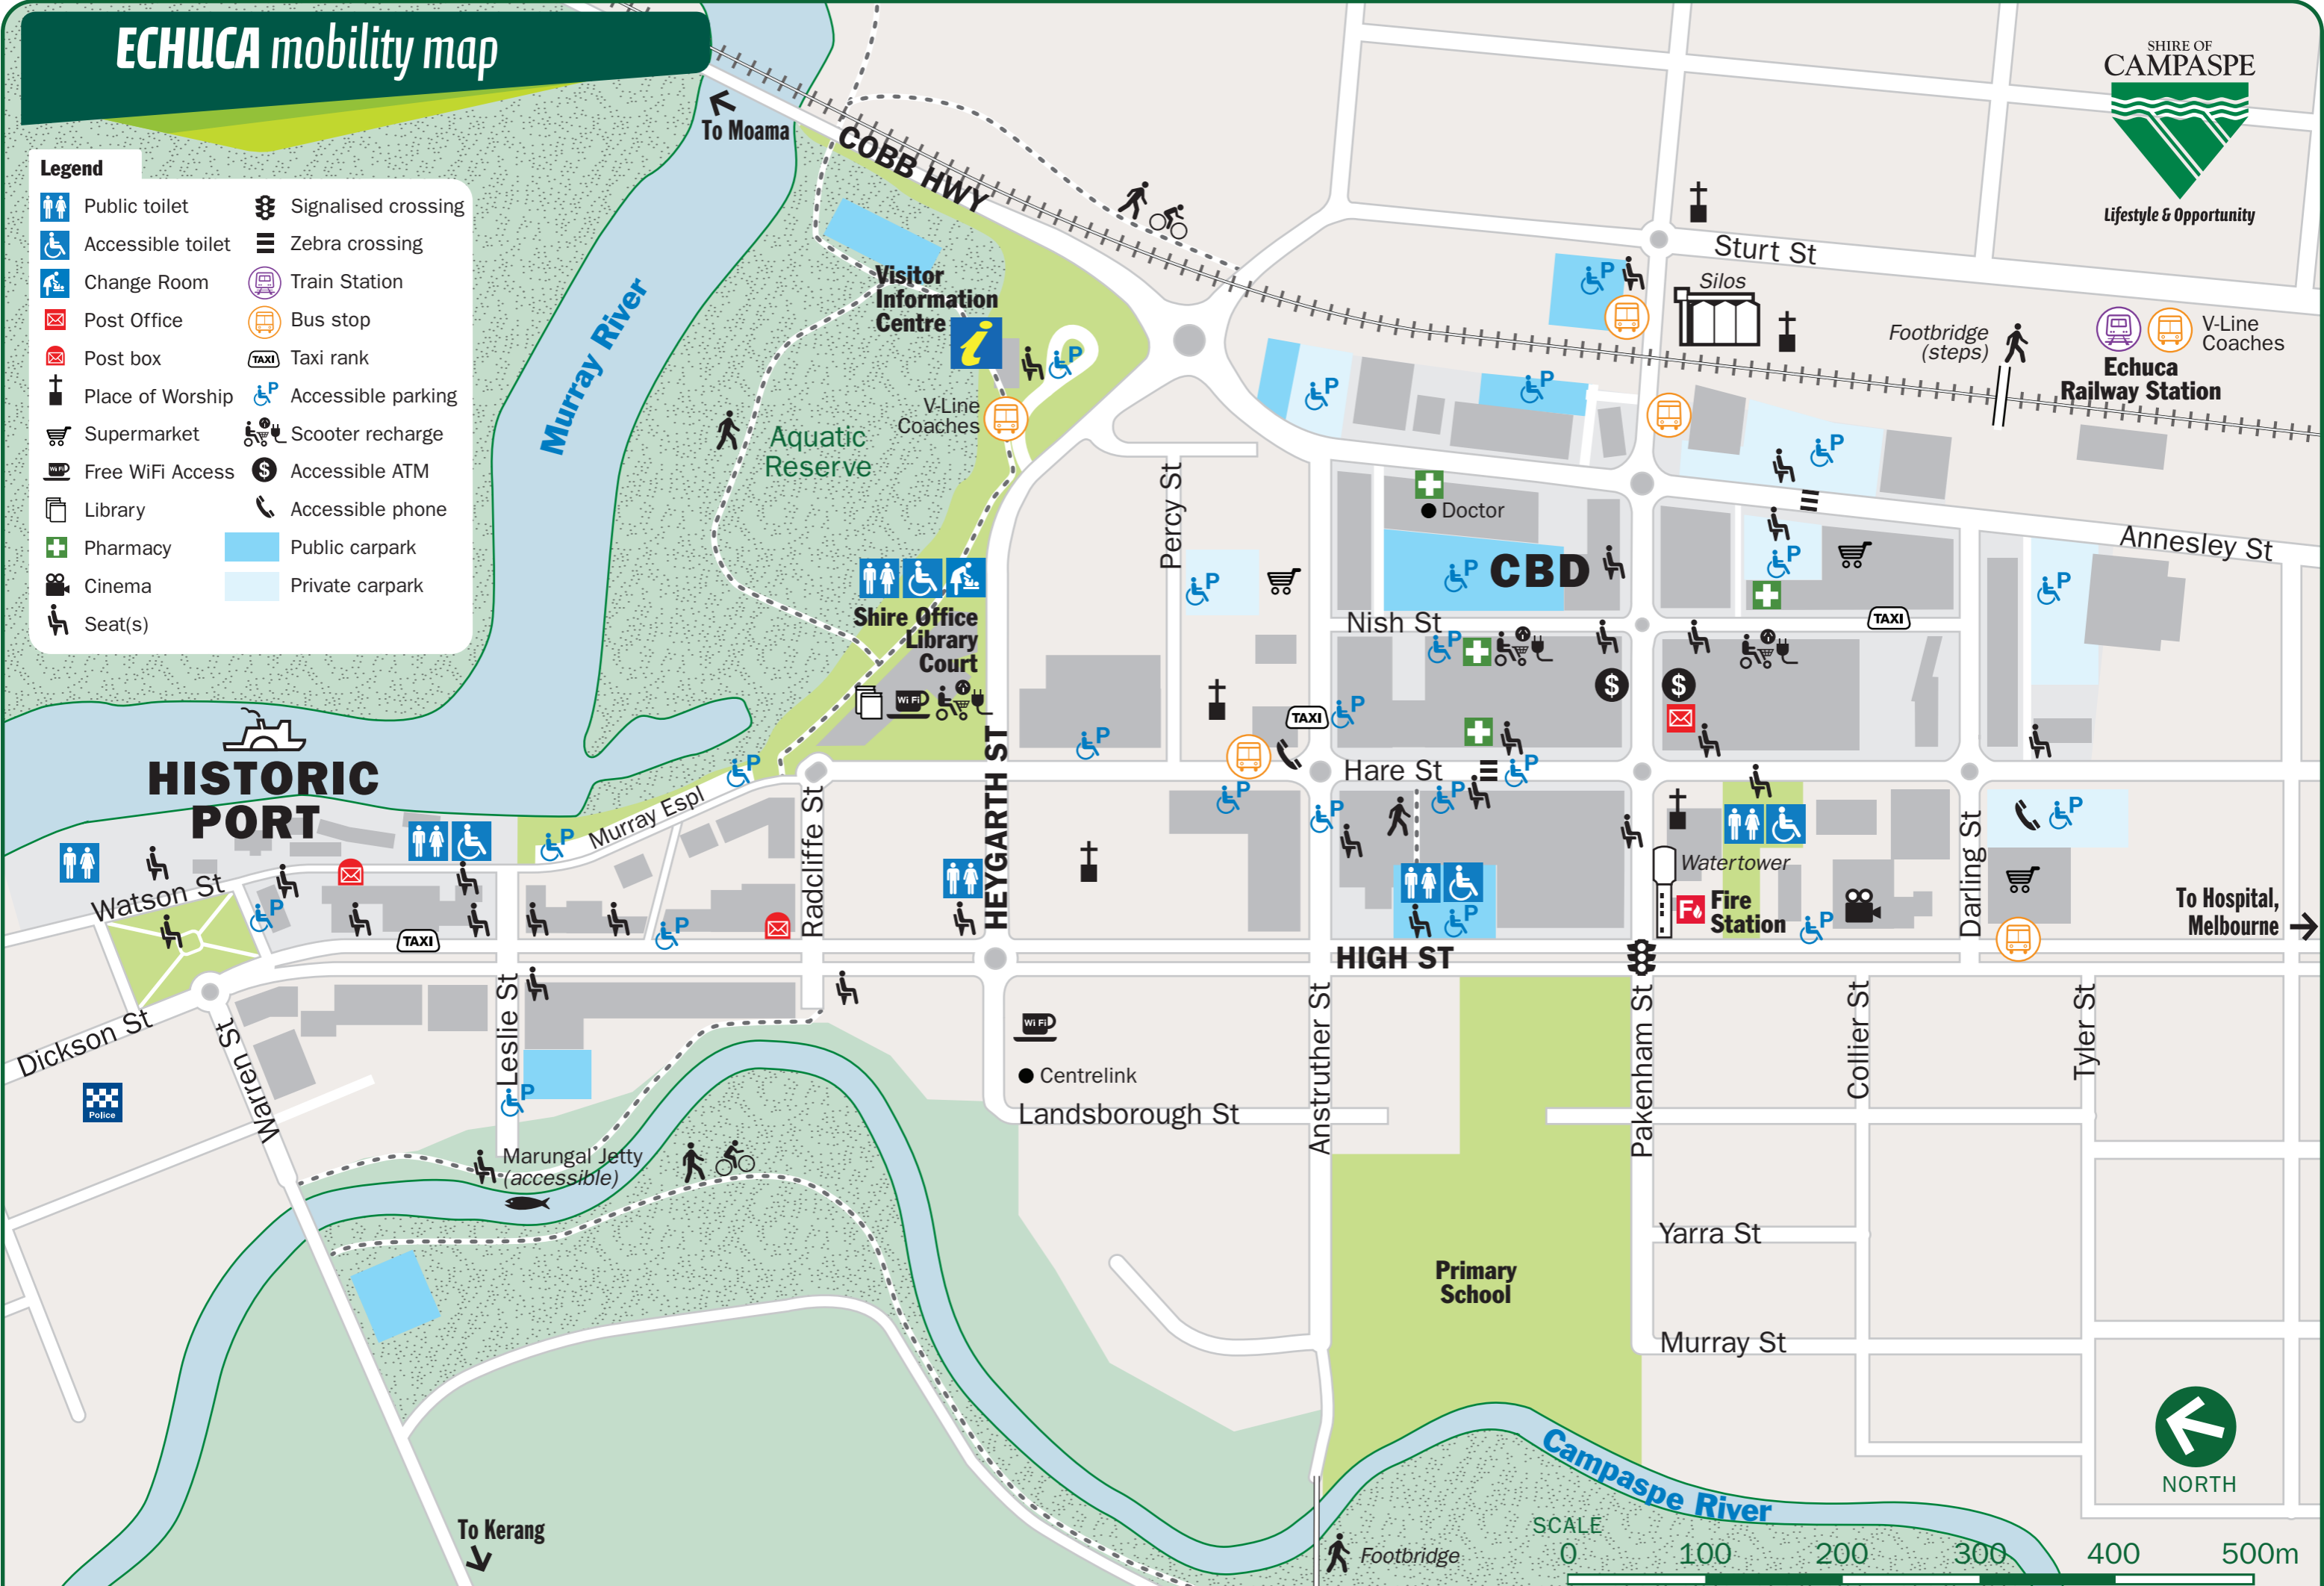 ECHUCA mobility map
SHIRE OF
CAMPASPE
Lifestyle & Opportunity
To Moama
COBB HWY
Legend
Public toilet
Accessible toilet
Change Room
Post Office
Post box
Place of Worship
Supermarket
Free WiFi Access
Library
Pharmacy
Cinema
Seat(s)
Signalised crossing
Zebra crossing
Train Station
Bus stop
TAXI
Taxi rank
P
Accessible parking
Scooter recharge
$
Accessible ATM
Accessible phone
Public carpark
Private carpark
Murray River
Visitor
Information
Centre
i
P
V-Line
Coaches
Aquatic
Reserve
Sturt St
Silos
P
Footbridge
(steps)
V-Line
Coaches
Echuca
Railway Station
P
P
P
Percy St
Doctor
CBD
P
P
P
P
P
Annesley St
Nish St
TAXI
Shire Office
Library
Court
Wi Fi
P
$
$
TAXI
P
P
P
HISTORIC
PORT
Murray Espl
P
Radcliffe St
HEYGARTH ST
Hare St
P
P
P
P
P
Watson St
P
TAXI
P
P
Watertower
F
Fire
Station
P
Darling St
To Hospital,
Melbourne
HIGH ST
Dickson St
Warren St
Leslie St
P
Police
Wi Fi
Centrelink
Landsborough St
Anstruther St
Pakenham St
Collier St
Tyler St
Marungal Jetty
(accessible)
Yarra St
Primary
School
Murray St
Campaspe River
NORTH
To Kerang
Footbridge
SCALE
0 100 200 300 400 500m